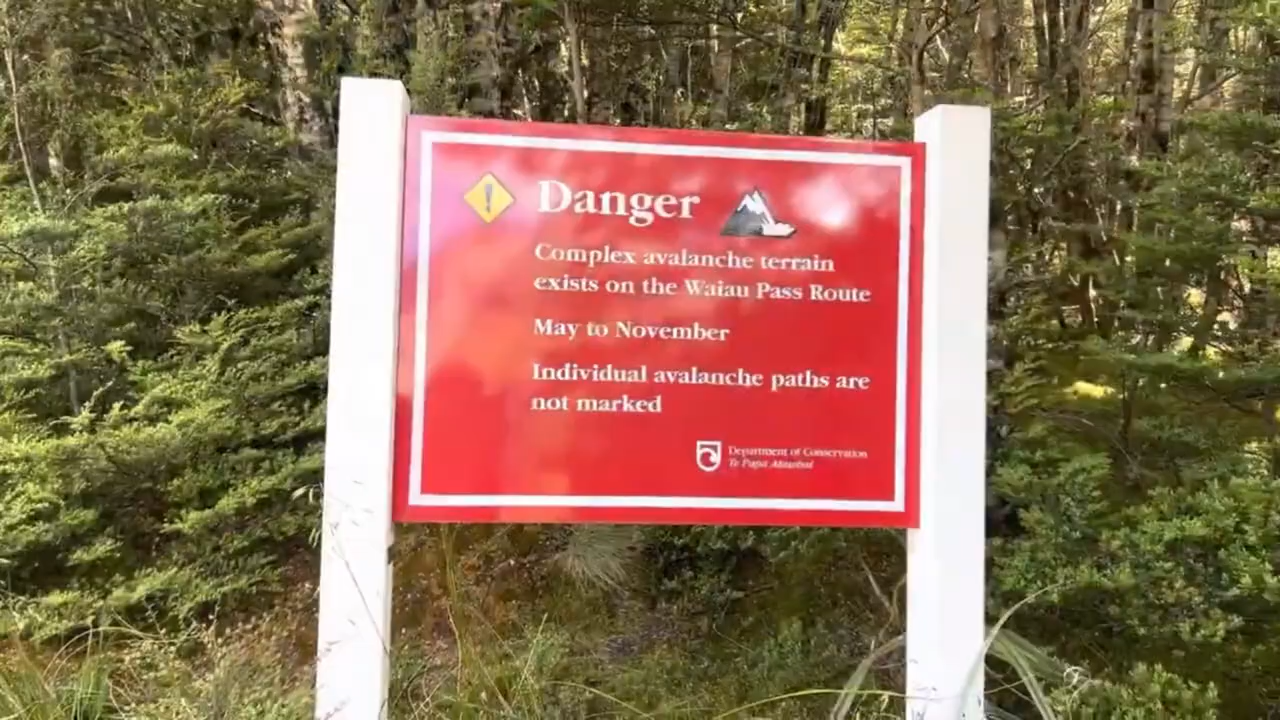 Danger
Complex avalanche terrain
exists on the Waiau Pass Route
May to November
Individual avalanche paths are
not marked
Department of Conservation
Te Papa Atawhai